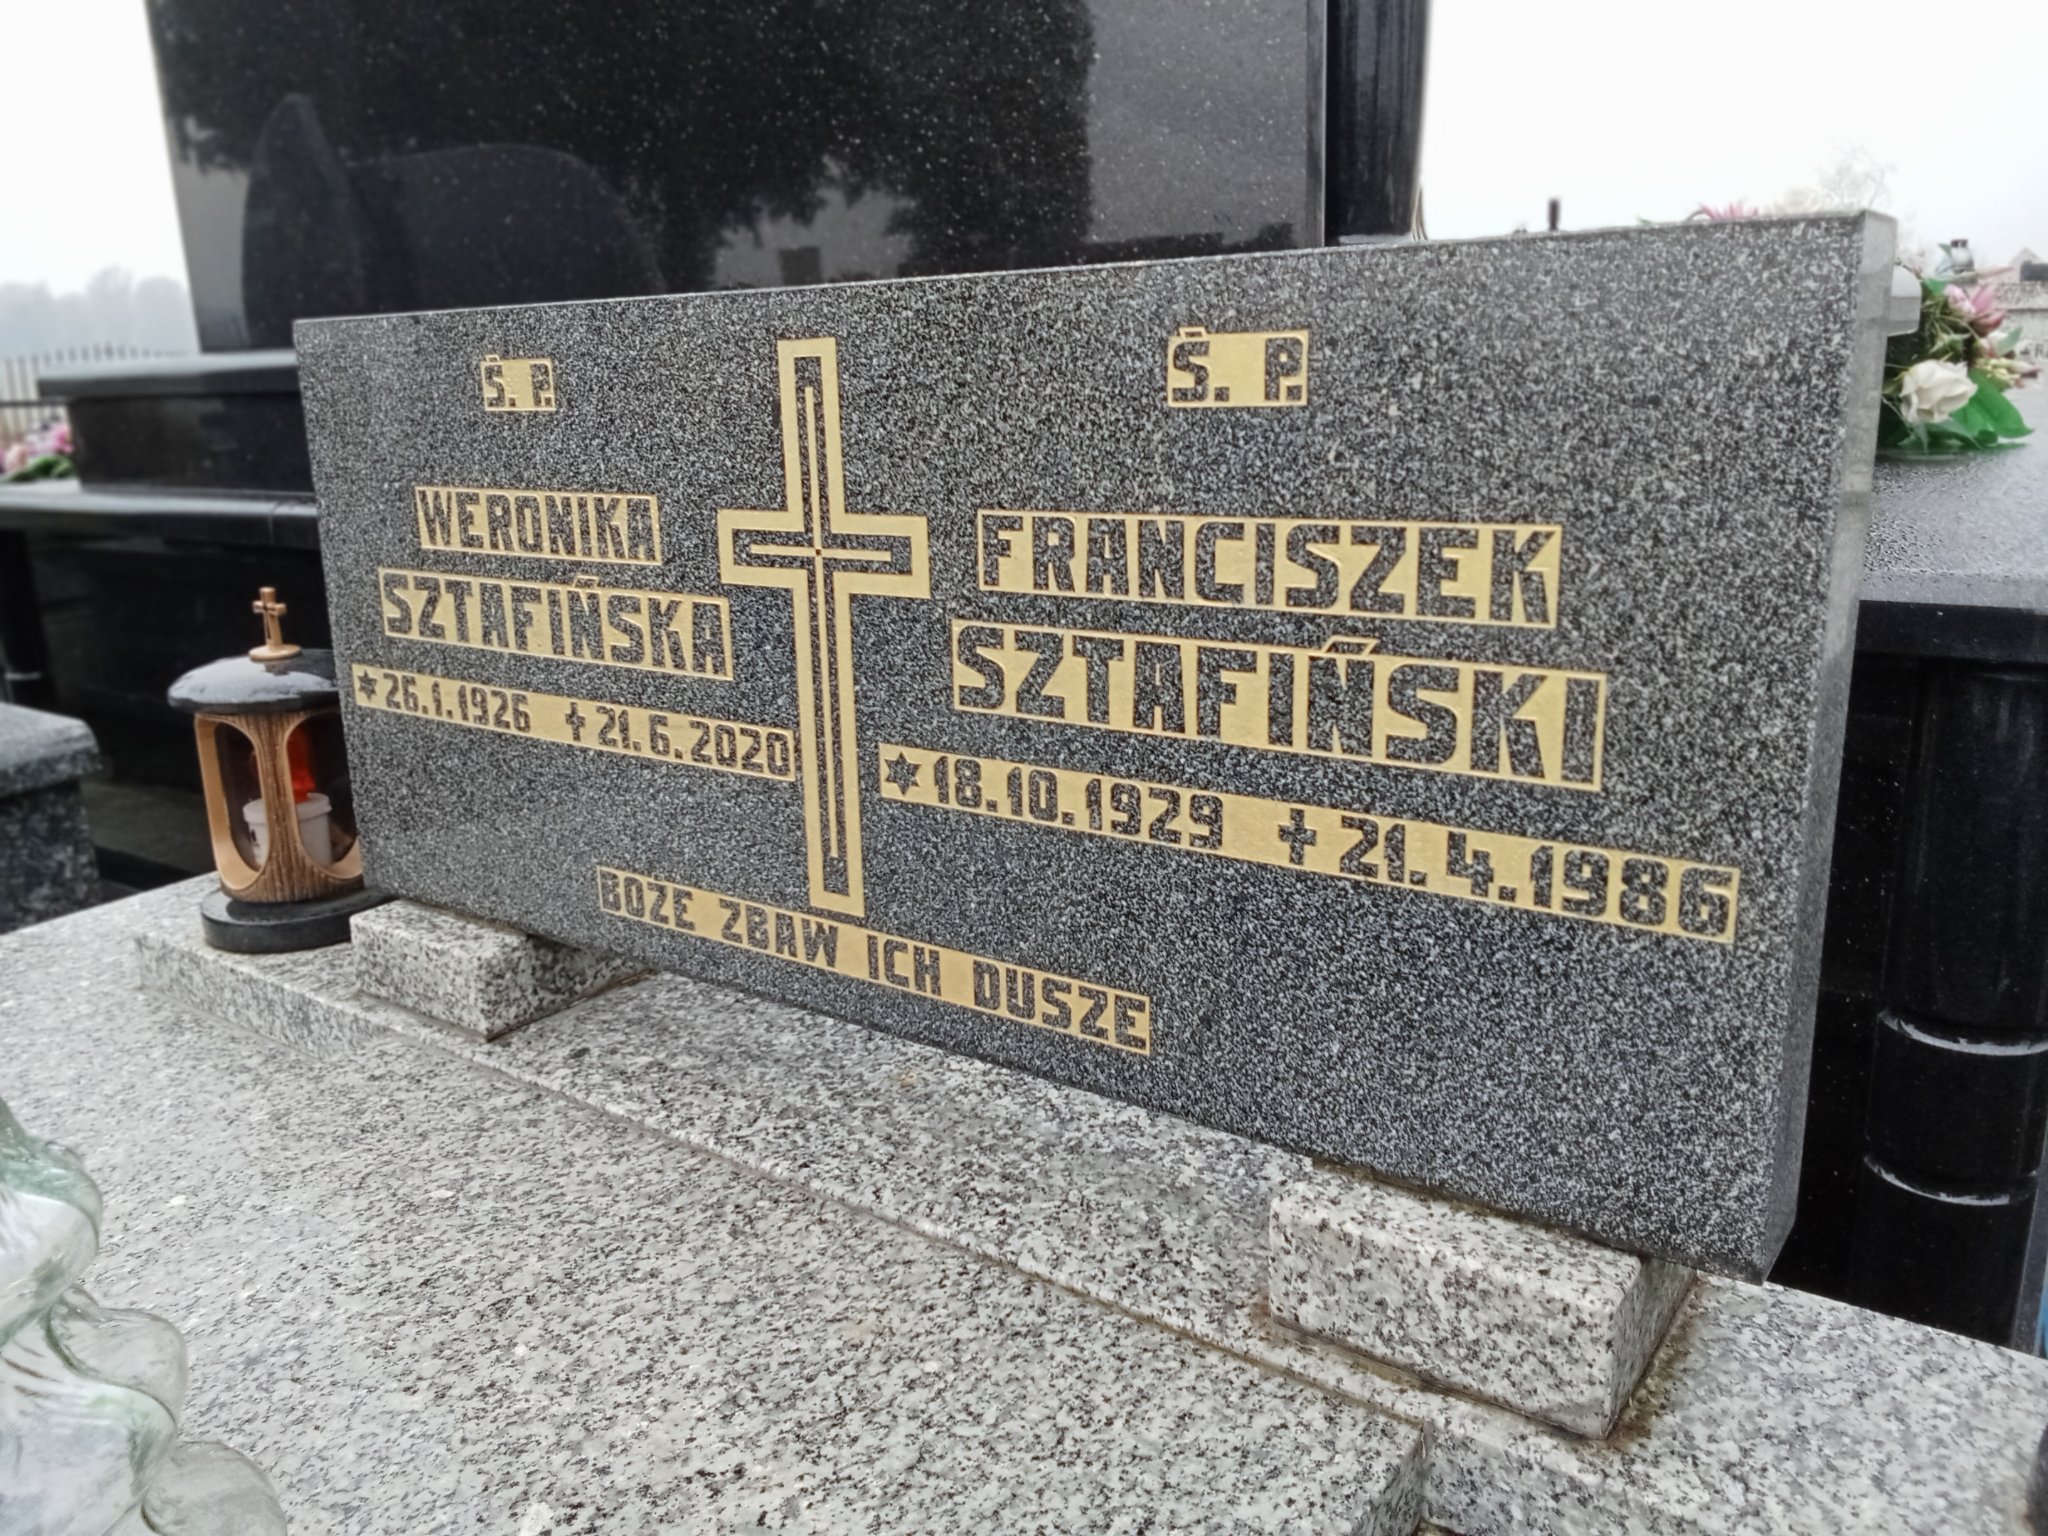 Ś. P.
WERONIKA
SZTAFIŃSKA
26.1.1926 21.6.2020
Ś. P.
FRANCISZEK
SZTAFIŃSKI
18.10.1929 21.4.1986
BOŻE ZBAW ICH DUSZE